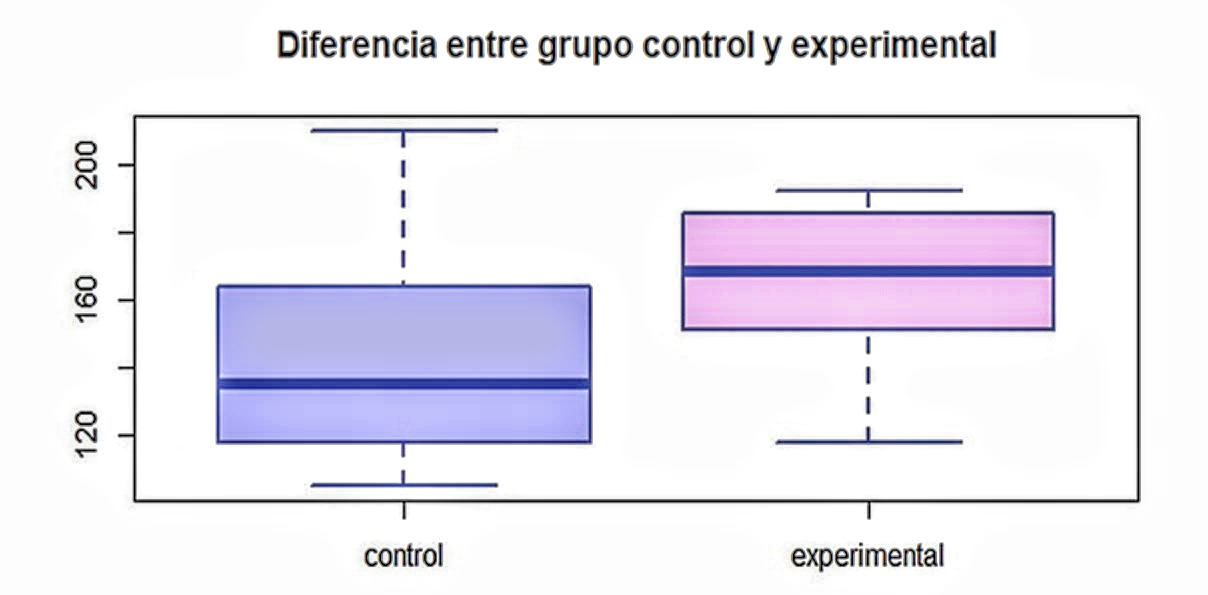 Diferencia entre grupo control y experimental
200
160
120
control
experimental